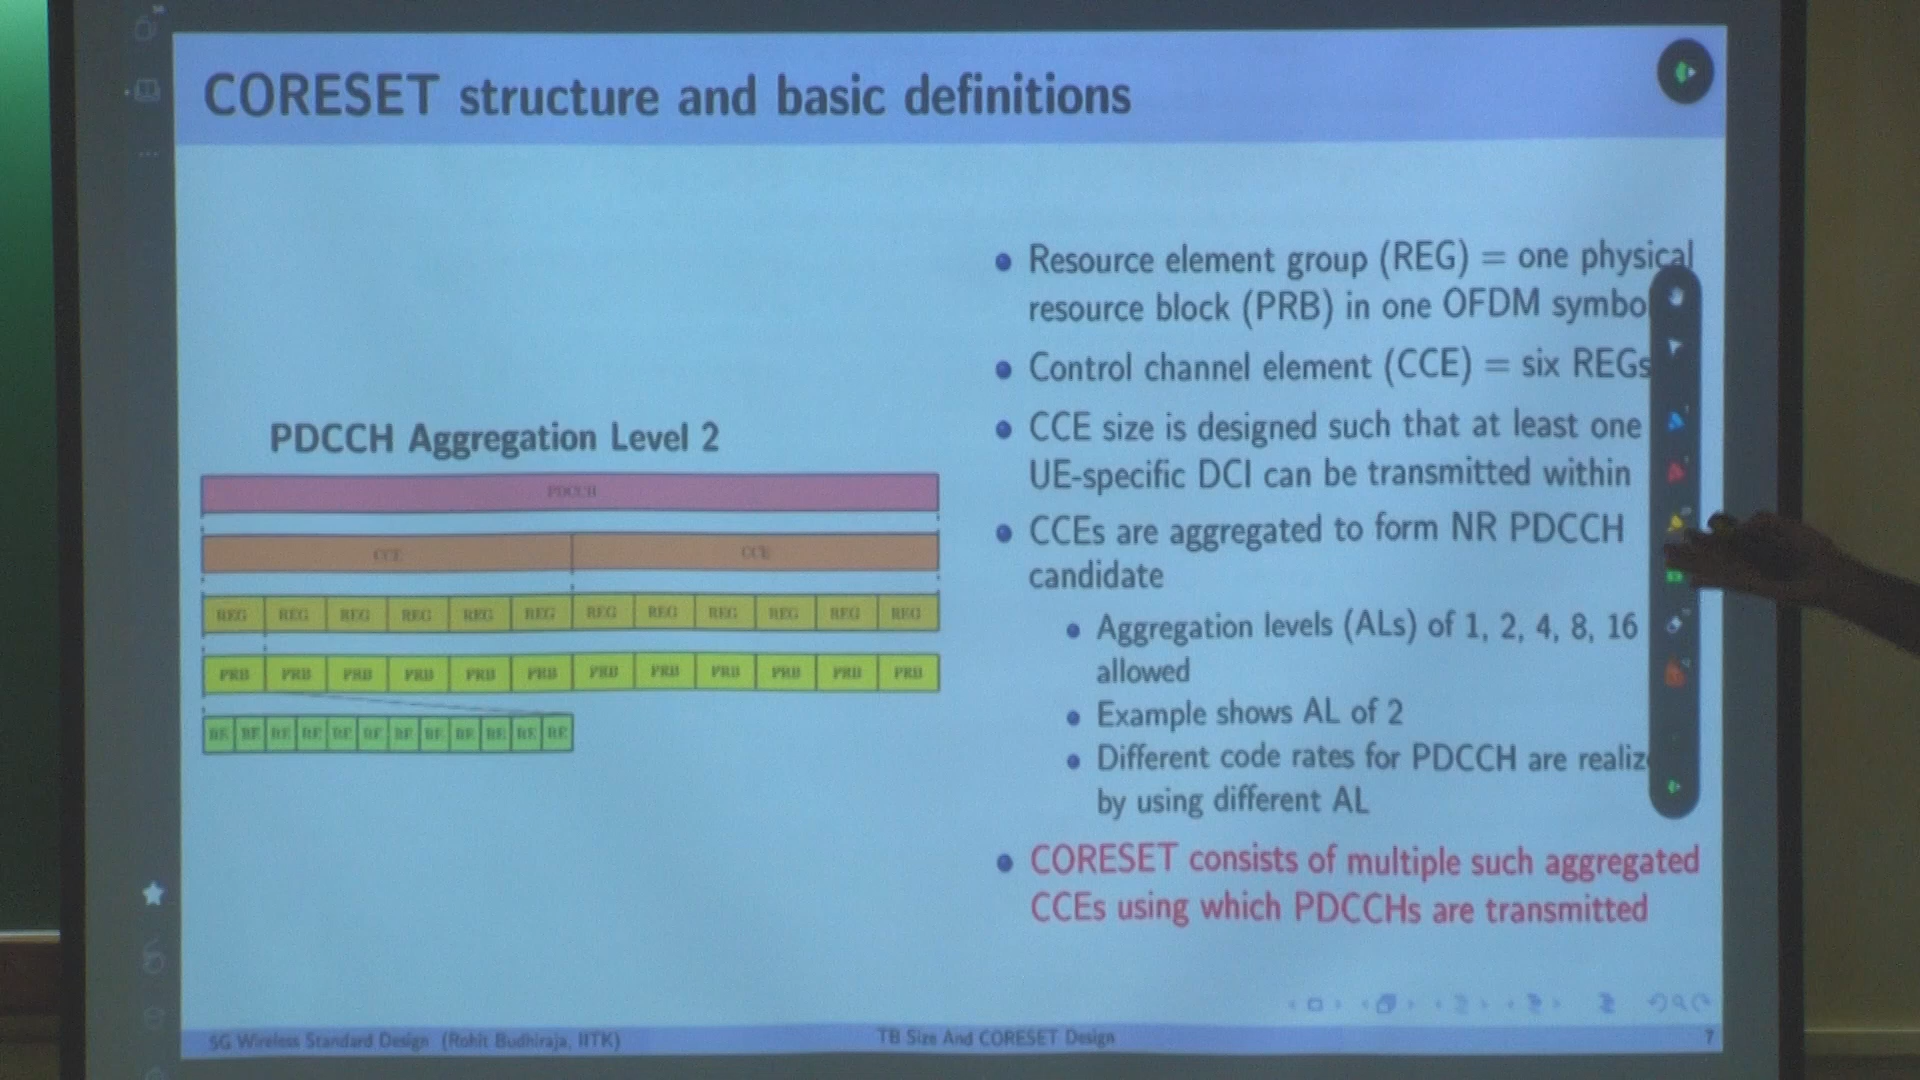 CORESET structure and basic definitions
PDCCH Aggregation Level 2
PDCCH
CCE CCE
REG REG REG REG REG REG REG REG REG REG REG REG
PRB PRB PRB PRB PRB PRB PRB PRB PRB PRB PRB PRB
RE RE RE RE RE RE RE RE RE RE RE RE
Resource element group (REG) = one physical
resource block (PRB) in one OFDM symbo
Control channel element (CCE) = six REGs
CCE size is designed such that at least one
UE-specific DCI can be transmitted within
CCEs are aggregated to form NR PDCCH
candidate
Aggregation levels (ALs) of 1, 2, 4, 8, 16
allowed
Example shows AL of 2
Different code rates for PDCCH are realiz
by using different AL
CORESET consists of multiple such aggregated
CCEs using which PDCCHs are transmitted
5G Wireless Standard Design (Rohit Budhiraja, IITK) TB Size And CORESET Design 7